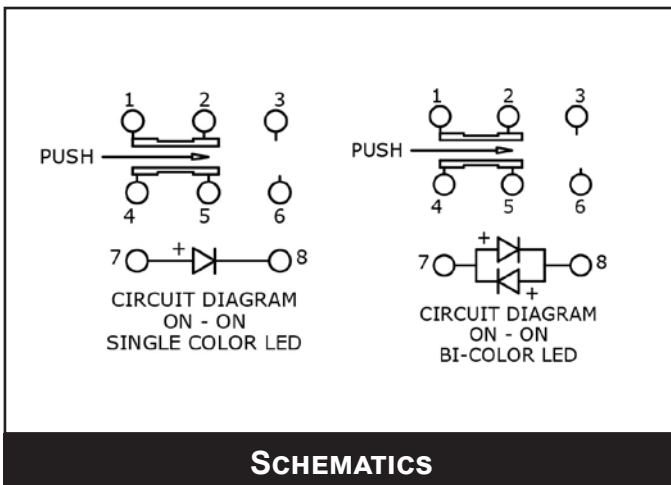 1 2 3
PUSH
4 5 6
7 + 8
CIRCUIT DIAGRAM
ON - ON
SINGLE COLOR LED
1 2 3
PUSH
4 5 6
7 + + 8
CIRCUIT DIAGRAM
ON - ON
BI-COLOR LED
SCHEMATICS